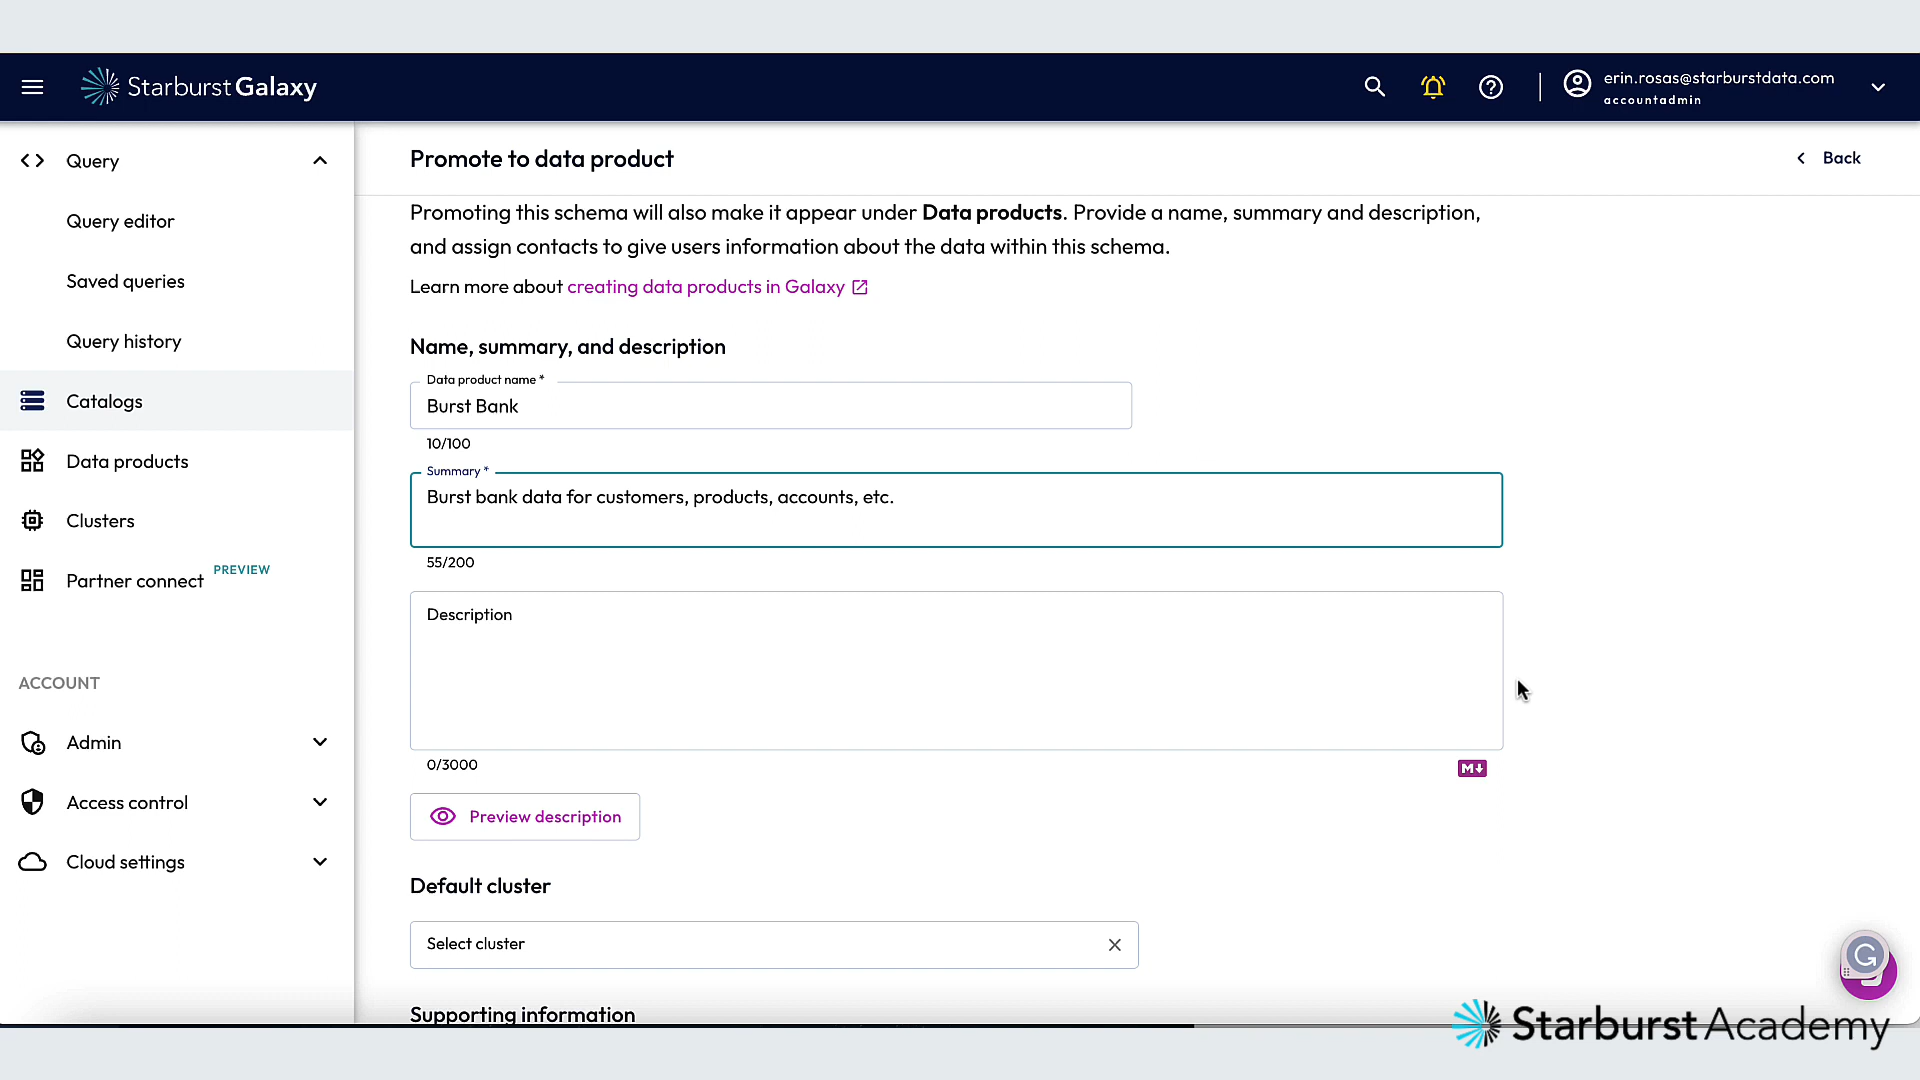 Starburst Galaxy
erin.rosas@starburstdata.com
accountadmin
Query
Query editor
Saved queries
Query history
Catalogs
Data products
Clusters
Partner connect PREVIEW
ACCOUNT
Admin
Access control
Cloud settings
Promote to data product
Back
Promoting this schema will also make it appear under Data products. Provide a name, summary and description,
and assign contacts to give users information about the data within this schema.
Learn more about creating data products in Galaxy
Name, summary, and description
Data product name *
Burst Bank
10/100
Summary *
Burst bank data for customers, products, accounts, etc.
55/200
Description
0/3000
M
Preview description
Default cluster
Select cluster
Supporting information
G
Starburst Academy